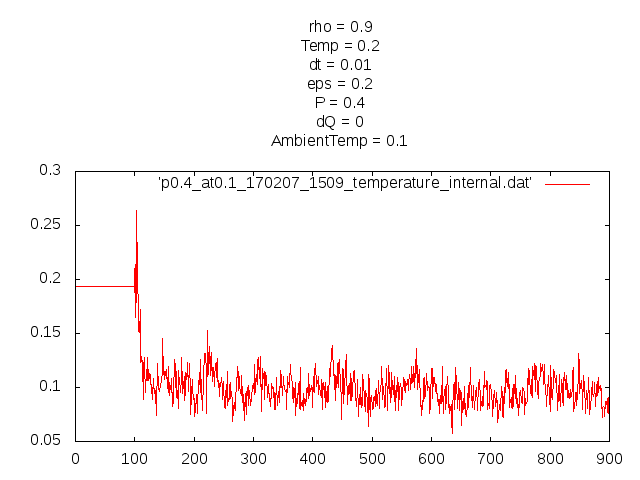 rho = 0.9
Temp = 0.2
dt = 0.01
eps = 0.2
P = 0.4
dQ = 0
AmbientTemp = 0.1
0.3
'p0.4_at0.1_170207_1509_temperature_internal.dat'
0.25
0.2
0.15
0.1
0.05
0 100 200 300 400 500 600 700 800 900